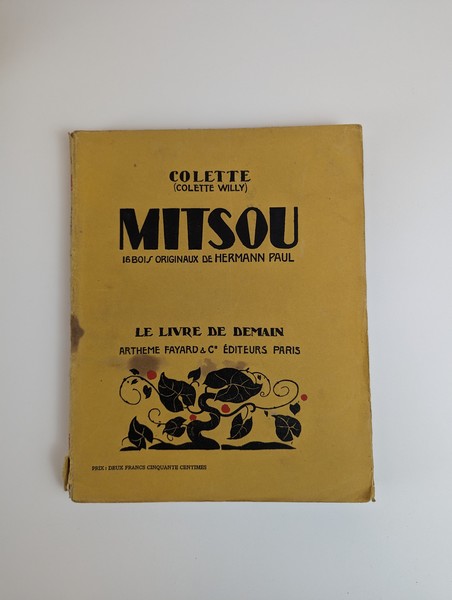 COLETTE
(COLETTE WILLY)
MITSOU
16 BOIS ORIGINAUX DE HERMANN PAUL
LE LIVRE DE DEMAIN
ARTHEME FAYARD & Cᴵᵉ ÉDITEURS PARIS
PRIX : DEUX FRANCS CINQUANTE CENTIMES